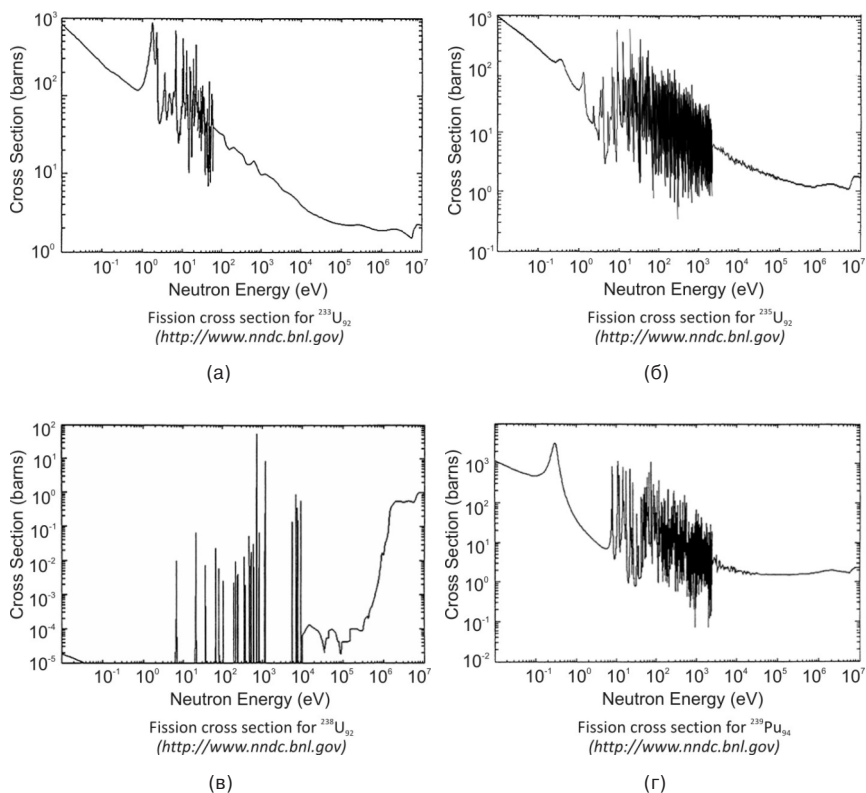 Cross Section (barns)
10³
10²
10¹
10⁰
10⁻¹ 10⁰ 10¹ 10² 10³ 10⁴ 10⁵ 10⁶ 10⁷
Neutron Energy (eV)
Fission cross section for ²³³U₉₂
(http://www.nndc.bnl.gov)
(а)
Cross Section (barns)
10³
10²
10¹
10⁰
10⁻¹
10⁻¹ 10⁰ 10¹ 10² 10³ 10⁴ 10⁵ 10⁶ 10⁷
Neutron Energy (eV)
Fission cross section for ²³⁵U₉₂
(http://www.nndc.bnl.gov)
(б)
Cross Section (barns)
10²
10¹
10⁰
10⁻¹
10⁻²
10⁻³
10⁻⁴
10⁻⁵
10⁻¹ 10⁰ 10¹ 10² 10³ 10⁴ 10⁵ 10⁶ 10⁷
Neutron Energy (eV)
Fission cross section for ²³⁸U₉₂
(http://www.nndc.bnl.gov)
(в)
Cross Section (barns)
10³
10²
10¹
10⁰
10⁻¹
10⁻²
10⁻¹ 10⁰ 10¹ 10² 10³ 10⁴ 10⁵ 10⁶ 10⁷
Neutron Energy (eV)
Fission cross section for ²³⁹Pu₉₄
(http://www.nndc.bnl.gov)
(г)